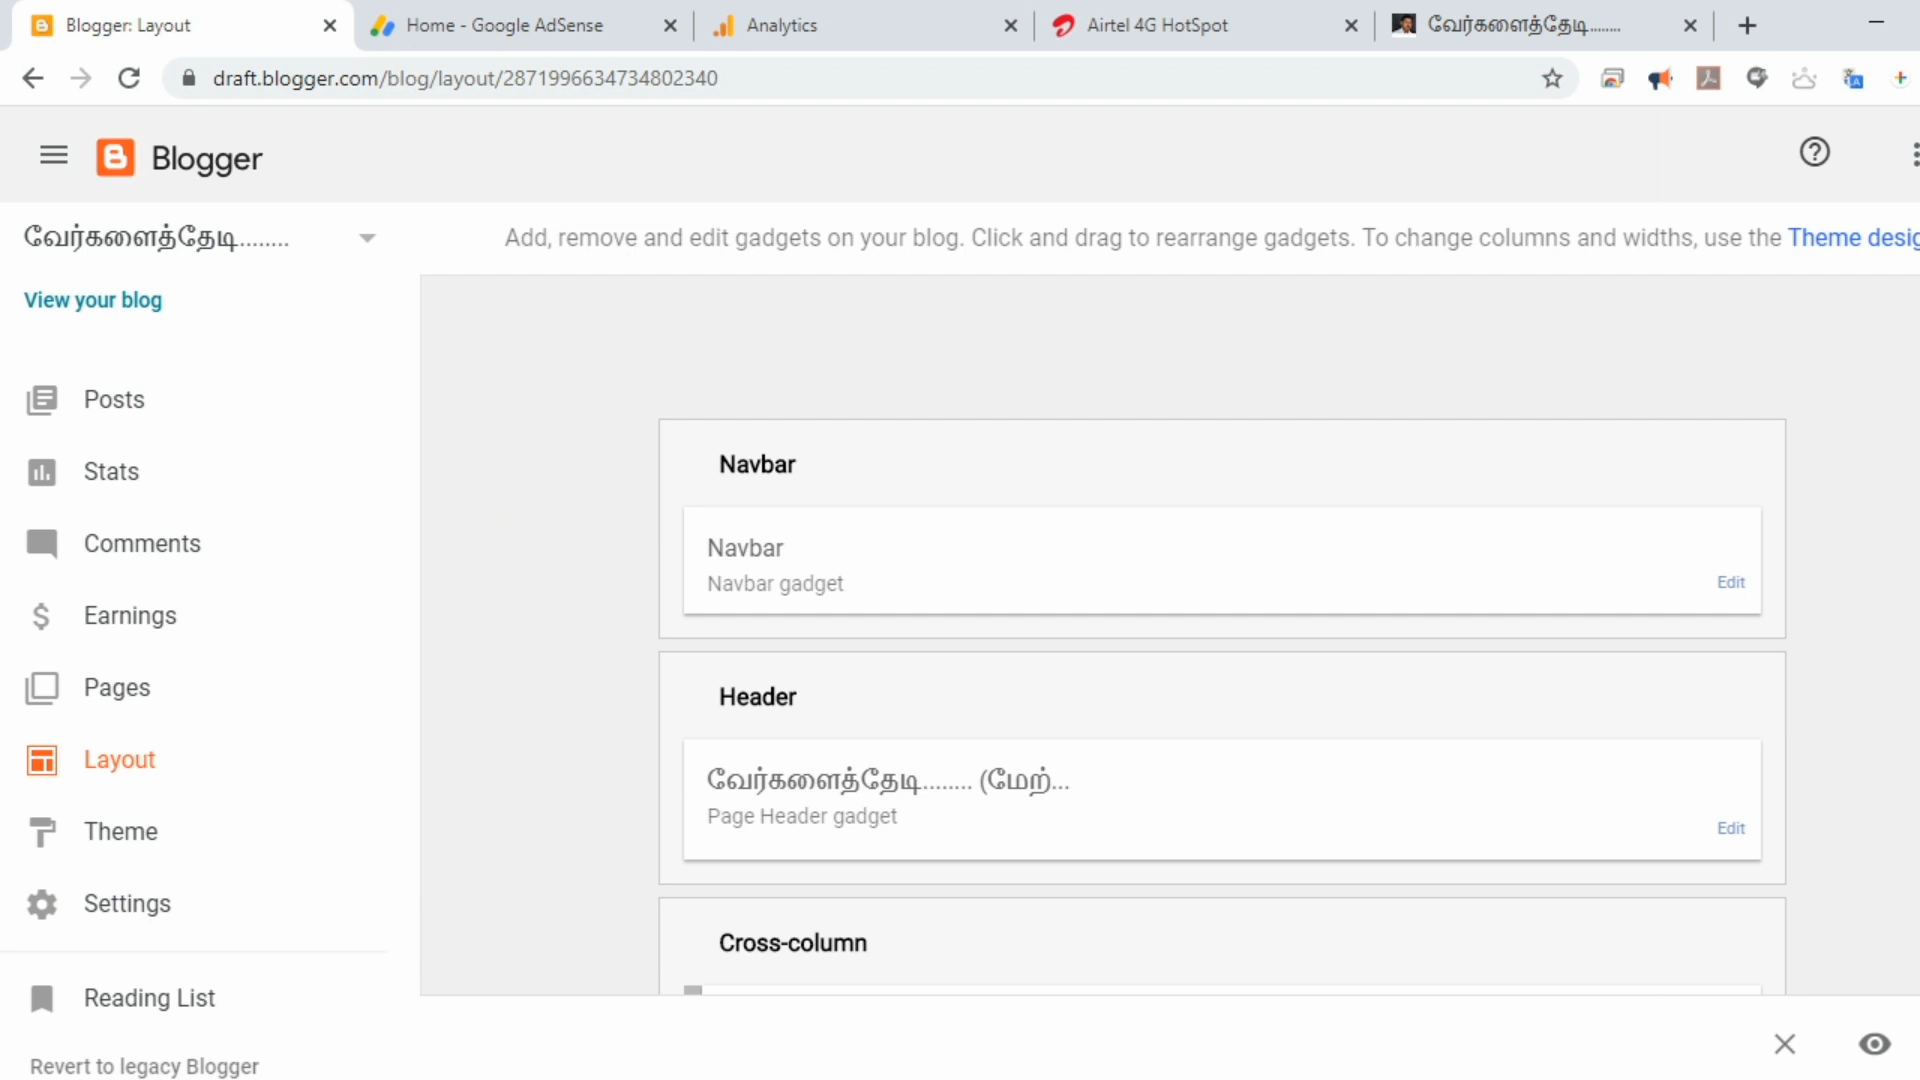 Blogger: Layout
Home - Google AdSense
Analytics
Airtel 4G HotSpot
வேர்களைத்தேடி........
draft.blogger.com/blog/layout/2871996634734802340
Blogger
வேர்களைத்தேடி........
Add, remove and edit gadgets on your blog. Click and drag to rearrange gadgets. To change columns and widths, use the Theme desig
View your blog
Posts
Stats
Comments
Earnings
Pages
Layout
Theme
Settings
Reading List
Revert to legacy Blogger
Navbar
Navbar
Navbar gadget
Edit
Header
வேர்களைத்தேடி........ (மேற்...
Page Header gadget
Edit
Cross-column